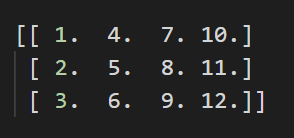 [[ 1.  4.  7. 10.]
 [ 2.  5.  8. 11.]
 [ 3.  6.  9. 12.]]